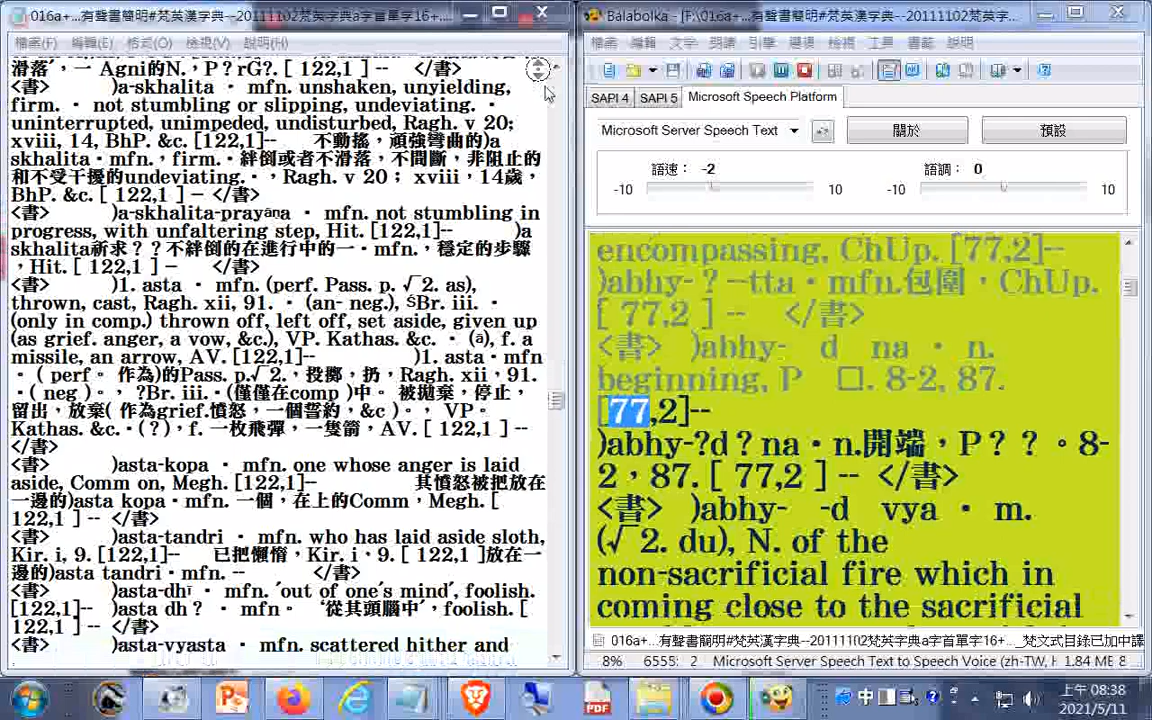 016a+...有聲書簡明#梵英漢字典--20111102梵英字典a字首單字16+...
檔案(F) 編輯(E) 格式(O) 檢視(V) 說明(H)
滑落', 一 Agni的N. , P ? rG?. [ 122,1 ] -- </書>
<書> )a-skhalita • mfn. unshaken, unyielding,
firm. • not stumbling or slipping, undeviating. •
uninterrupted, unimpeded, undisturbed, Ragh. v 20;
xviii, 14, BhP. &c. [122,1]-- 不動搖，頑強彎曲的)a
skhalita • mfn., firm. • 絆倒或者不滑落，不間斷，非阻止的
和不受干擾的undeviating. • , Ragh. v 20； xviii，14歲，
BhP. &c. [ 122,1 ] -- </書>
<書> )a-skhalita-prayāṇa • mfn. not stumbling in
progress, with unfaltering step, Hit. [122,1]-- )a
skhalita祈求？？不絆倒的在進行中的一 • mfn.，穩定的步驟
, Hit. [ 122,1 ] -- </書>
<書> )1. asta • mfn. (perf. Pass. p. √2. as),
thrown, cast, Ragh. xii, 91. • (an- neg.), ŚBr. iii. •
(only in comp.) thrown off, left off, set aside, given up
(as grief. anger, a vow, &c.), VP. Kathas. &c. • (ā), f. a
missile, an arrow, AV. [122,1]-- )1. asta • mfn
• ( perf。 作為)的Pass. p.√2.，投擲，扔，Ragh. xii，91.
• ( neg )., ?Br. iii. • (僅僅在comp )中。 被拋棄，停止，
留出，放棄( 作為grief.憤怒，一個誓約，&c )。，VP。
Kathas. &c. • (？), f. 一枚飛彈，一隻箭，AV. [ 122,1 ] --
</書>
<書> )asta-kopa • mfn. one whose anger is laid
aside, Comm on, Megh. [122,1]-- 其憤怒被把放在
一邊的)asta kopa • mfn. 一個，在上的Comm，Megh. [
122,1 ] -- </書>
<書> )asta-tandri • mfn. who has laid aside sloth,
Kir. i, 9. [122,1]-- 已把懶惰，Kir. i、9. [ 122,1 ]放在一
邊的)asta tandri • mfn. -- </書>
<書> )asta-dhī • mfn. 'out of one's mind', foolish.
[122,1]-- )asta dh？ • mfn。 '從其頭腦中', foolish. [
122,1 ] -- </書>
<書> )asta-vyasta • mfn. scattered hither and
Balabolka - [F:\016a+...有聲書簡明#梵英漢字典--20111102梵英字...
檔案 編輯 文字 朗讀 引擎 選項 檢視 工具 書籤 說明
SAPI 4 SAPI 5 Microsoft Speech Platform
Microsoft Server Speech Text 關於 預設
語速： -2 語調： 0
-10 10 -10 10
encompassing, ChUp. [77,2]--
)abhy-？--tta • mfn.包圍，ChUp.
[ 77,2 ] -- </書>
<書> )abhy- d na • n.
beginning, P □. 8-2, 87.
[77,2]--
)abhy-?d？na • n.開端，P？？。8-
2，87. [ 77,2 ] -- </書>
<書> )abhy- -d vya • m.
(√2. du), N. of the
non-sacrificial fire which in
coming close to the sacrificial
016a+...有聲書簡明#梵英漢字典--20111102梵英字典a字首單字16+..._梵文式目錄已加中譯
8% 6555: 2 Microsoft Server Speech Text to Speech Voice (zh-TW, H 1.84 MB 8
上午 08:38
2021/5/11